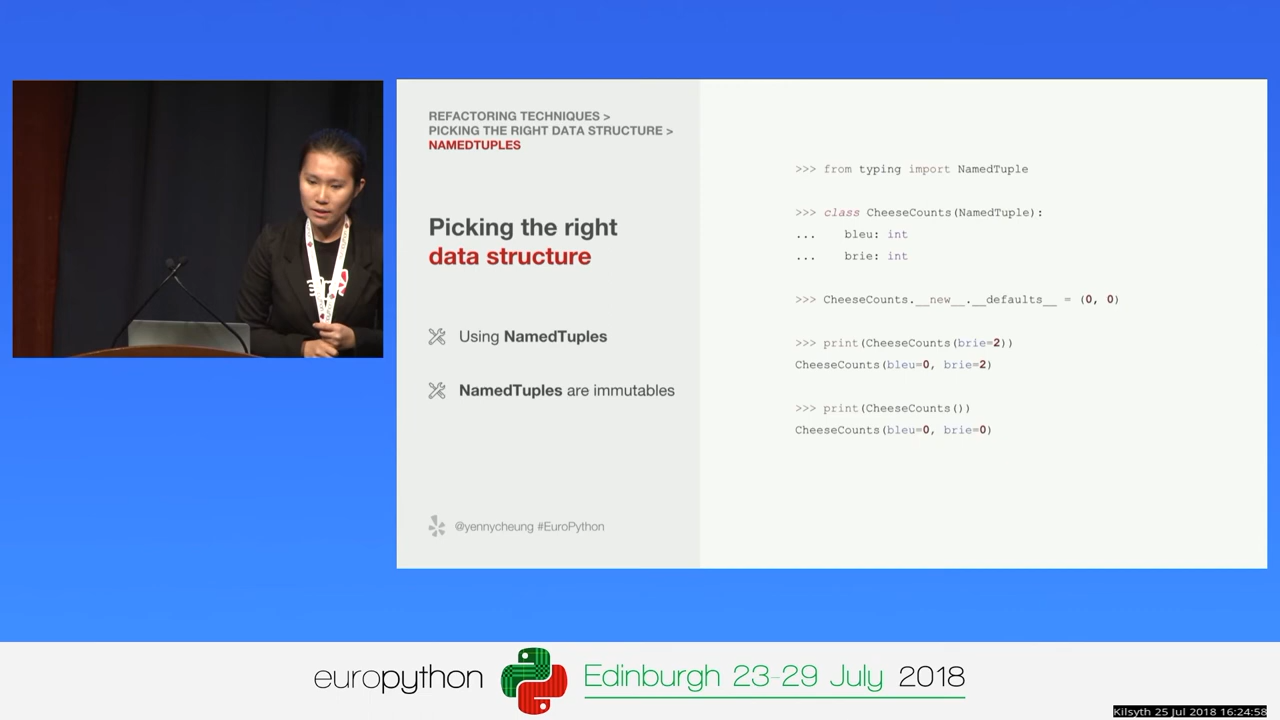 REFACTORING TECHNIQUES >
PICKING THE RIGHT DATA STRUCTURE >
NAMEDTUPLES
Picking the right
data structure
Using NamedTuples
NamedTuples are immutables
@yennycheung #EuroPython
>>> from typing import NamedTuple
>>> class CheeseCounts(NamedTuple):
...    bleu: int
...    brie: int
>>> CheeseCounts.__new__.__defaults__ = (0, 0)
>>> print(CheeseCounts(brie=2))
CheeseCounts(bleu=0, brie=2)
>>> print(CheeseCounts())
CheeseCounts(bleu=0, brie=0)
europython
Edinburgh 23-29 July 2018
Kilsyth 25 Jul 2018 16:24:58